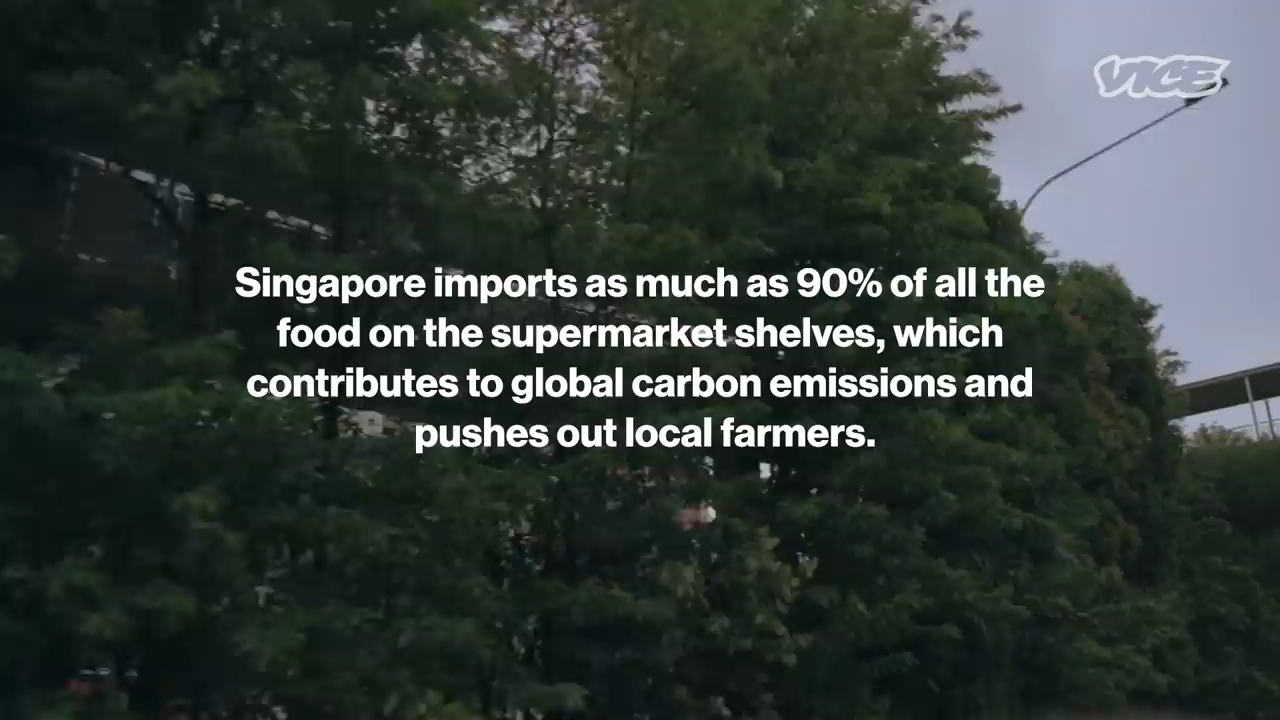 VICE
Singapore imports as much as 90% of all the
food on the supermarket shelves, which
contributes to global carbon emissions and
pushes out local farmers.